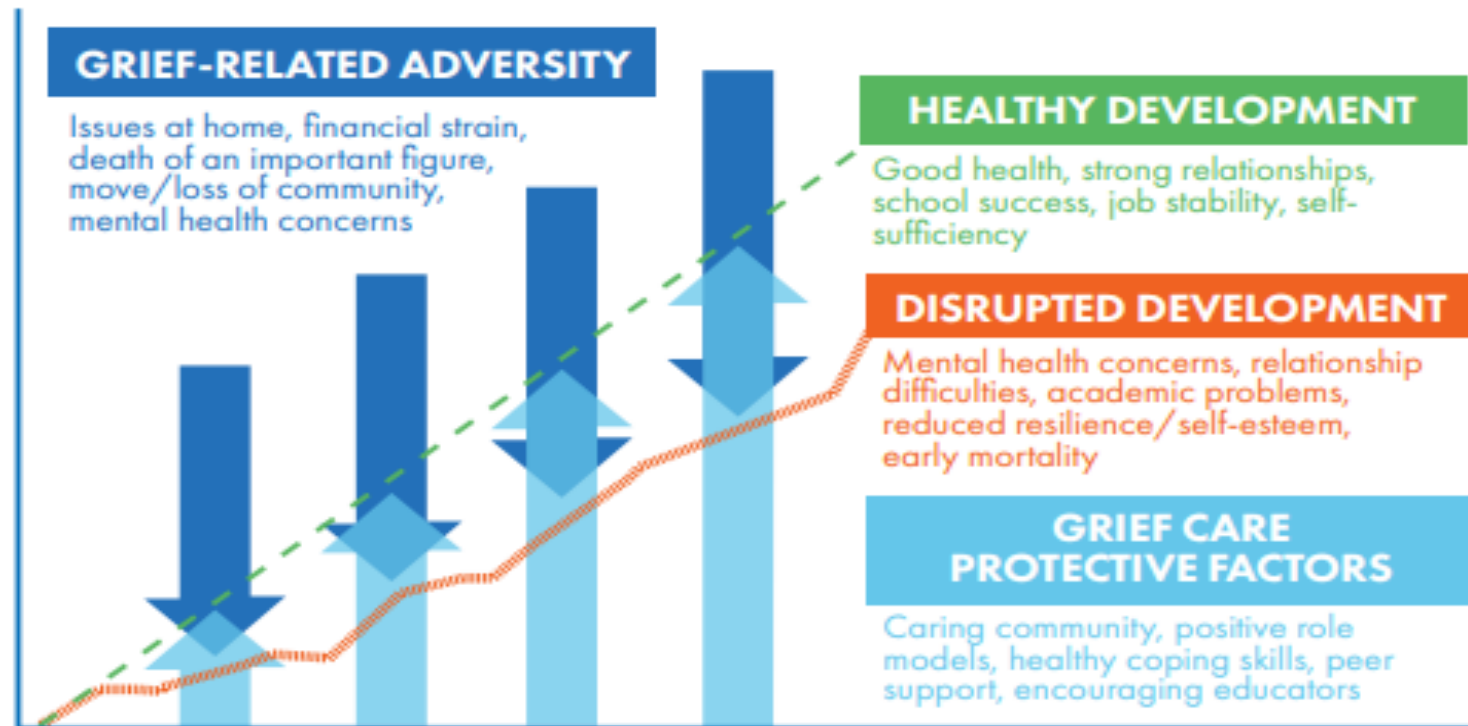 GRIEF-RELATED ADVERSITY
Issues at home, financial strain,
death of an important figure,
move/loss of community,
mental health concerns
HEALTHY DEVELOPMENT
Good health, strong relationships,
school success, job stability, self-
sufficiency
DISRUPTED DEVELOPMENT
Mental health concerns, relationship
difficulties, academic problems,
reduced resilience/self-esteem,
early mortality
GRIEF CARE
PROTECTIVE FACTORS
Caring community, positive role
models, healthy coping skills, peer
support, encouraging educators